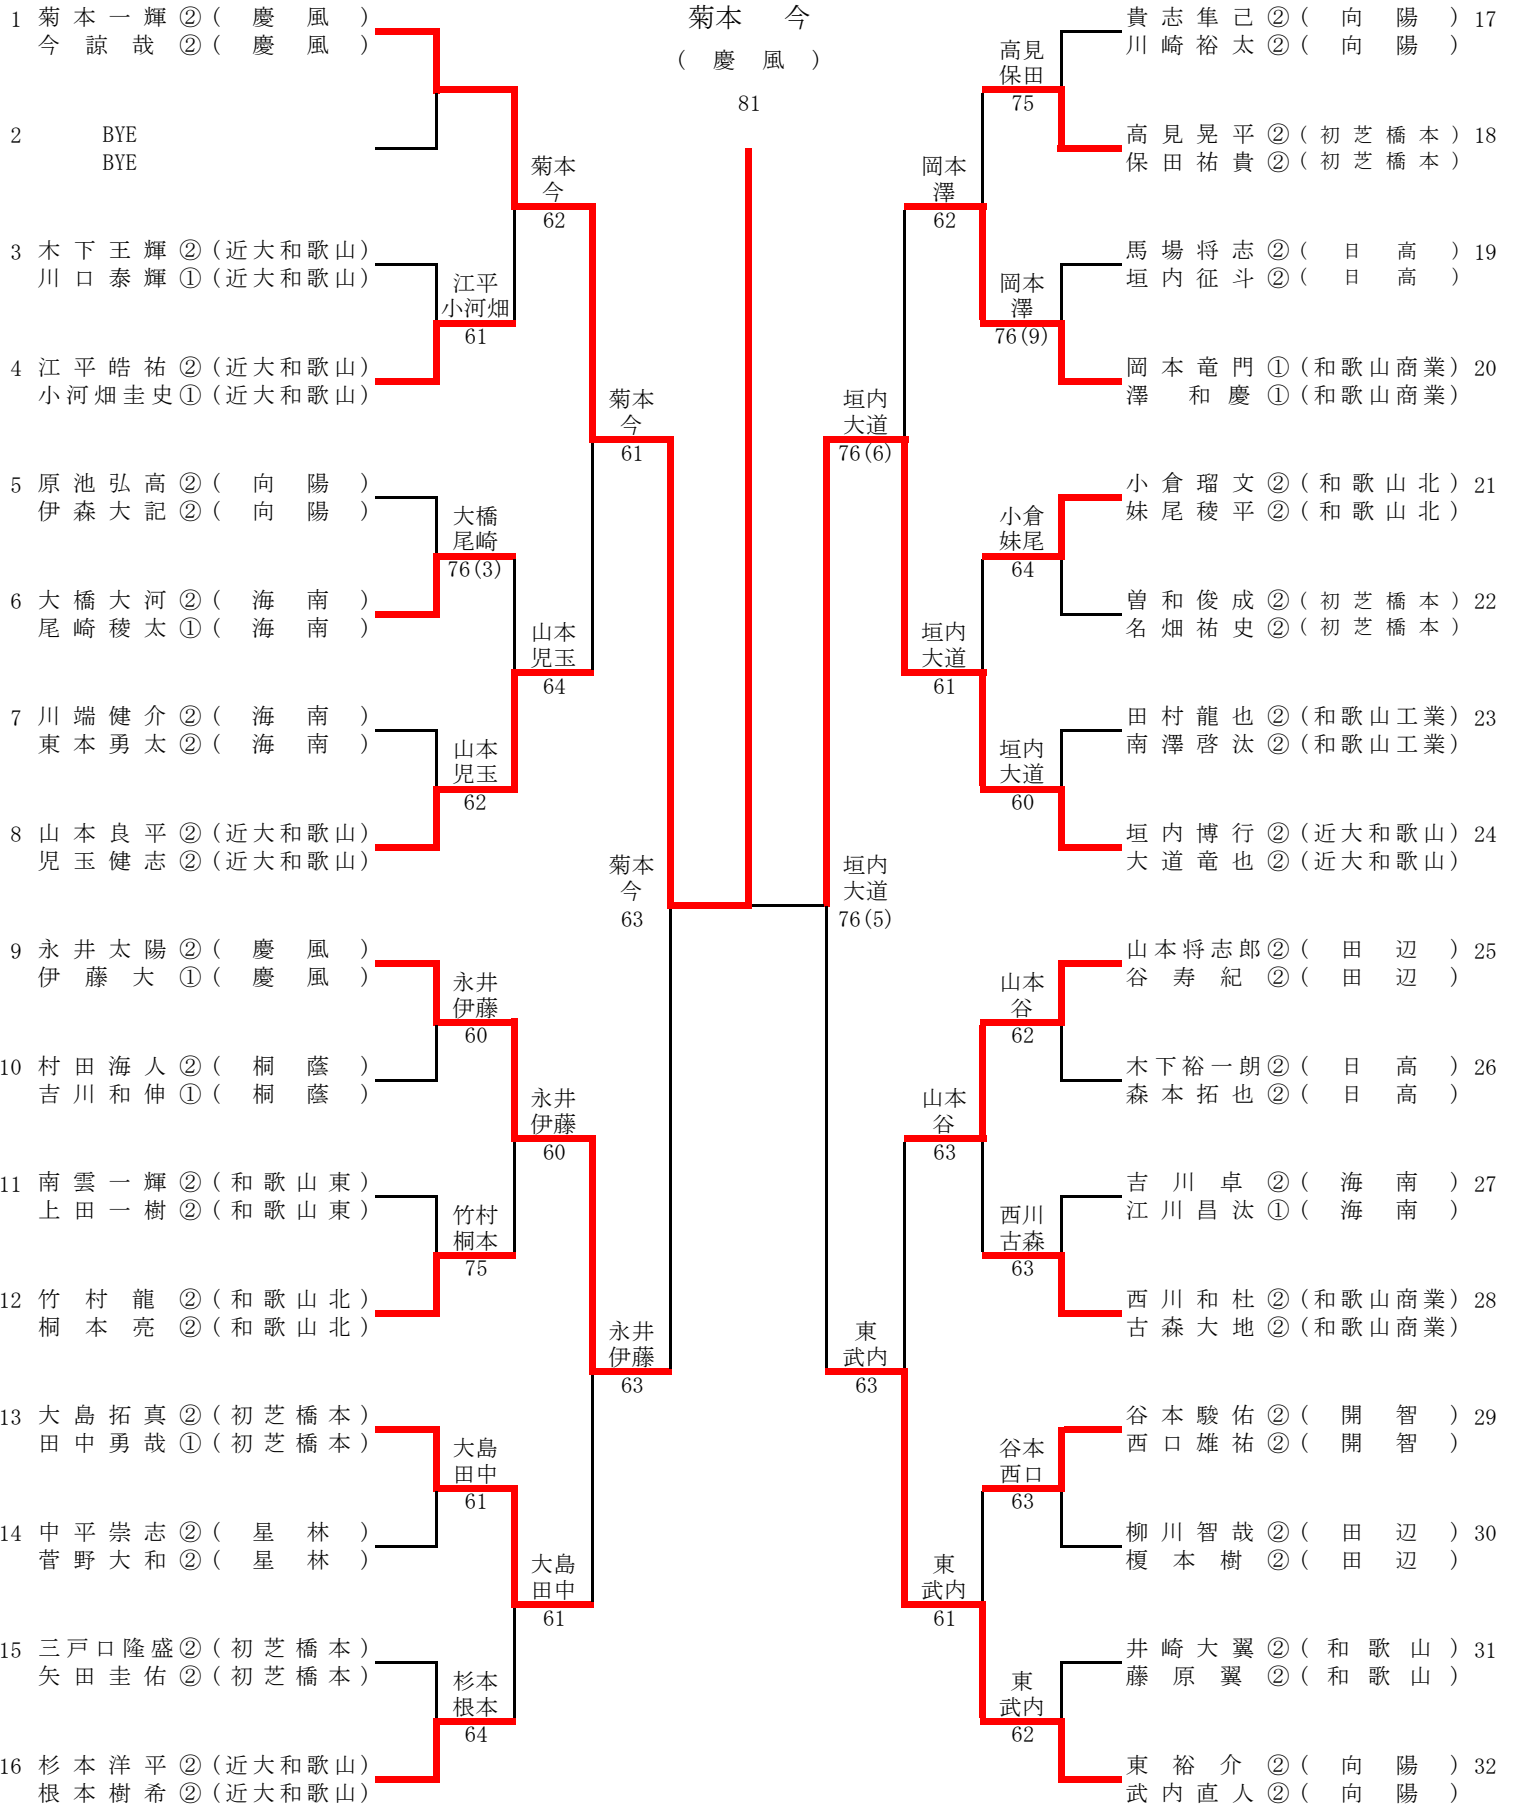 菊本 今
( 慶 風 )
81
1 菊本一輝②( 慶 風 )
今 諒哉 ②( 慶 風 )
2 BYE
BYE
3 木下王輝②(近大和歌山)
川口泰輝①(近大和歌山)
4 江平皓祐②(近大和歌山)
小河畑圭史①(近大和歌山)
5 原池弘高②( 向 陽 )
伊森大記②( 向 陽 )
6 大橋大河②( 海 南 )
尾崎稜太①( 海 南 )
7 川端健介②( 海 南 )
東本勇太②( 海 南 )
8 山本良平②(近大和歌山)
児玉健志②(近大和歌山)
9 永井太陽②( 慶 風 )
伊藤大①( 慶 風 )
10 村田海人②( 桐 蔭 )
吉川和伸①( 桐 蔭 )
11 南雲一輝②(和歌山東)
上田一樹②(和歌山東)
12 竹村龍②(和歌山北)
桐本亮②(和歌山北)
13 大島拓真②(初芝橋本)
田中勇哉①(初芝橋本)
14 中平崇志②( 星 林 )
菅野大和②( 星 林 )
15 三戸口隆盛②(初芝橋本)
矢田圭佑②(初芝橋本)
16 杉本洋平②(近大和歌山)
根本樹希②(近大和歌山)
江平
小河畑
61
大橋
尾崎
76(3)
山本
児玉
62
永井
伊藤
60
竹村
桐本
75
大島
田中
61
杉本
根本
64
菊本
今
62
山本
児玉
64
永井
伊藤
60
大島
田中
61
菊本
今
61
永井
伊藤
63
菊本
今
63
垣内
大道
76(5)
垣内
大道
76(6)
東
武内
63
岡本
澤
62
垣内
大道
61
山本
谷
63
東
武内
61
高見
保田
75
岡本
澤
76(9)
小倉
妹尾
64
垣内
大道
60
山本
谷
62
西川
古森
63
谷本
西口
63
東
武内
62
貴志隼己②( 向 陽 ) 17
川崎裕太②( 向 陽 )
高見晃平②(初芝橋本) 18
保田祐貴②(初芝橋本)
馬場将志②( 日 高 ) 19
垣内征斗②( 日 高 )
岡本竜門①(和歌山商業) 20
澤 和慶①(和歌山商業)
小倉瑠文②(和歌山北) 21
妹尾稜平②(和歌山北)
曽和俊成②(初芝橋本) 22
名畑祐史②(初芝橋本)
田村龍也②(和歌山工業) 23
南澤啓汰②(和歌山工業)
垣内博行②(近大和歌山) 24
大道竜也②(近大和歌山)
山本将志郎②( 田 辺 ) 25
谷寿紀②( 田 辺 )
木下裕一朗②( 日 高 ) 26
森本拓也②( 日 高 )
吉川卓②( 海 南 ) 27
江川昌汰①( 海 南 )
西川和杜②(和歌山商業) 28
古森大地②(和歌山商業)
谷本駿佑②( 開 智 ) 29
西口雄祐②( 開 智 )
柳川智哉②( 田 辺 ) 30
榎本樹②( 田 辺 )
井崎大翼②( 和 歌 山 ) 31
藤原翼②( 和 歌 山 )
東裕介②( 向 陽 ) 32
武内直人②( 向 陽 )